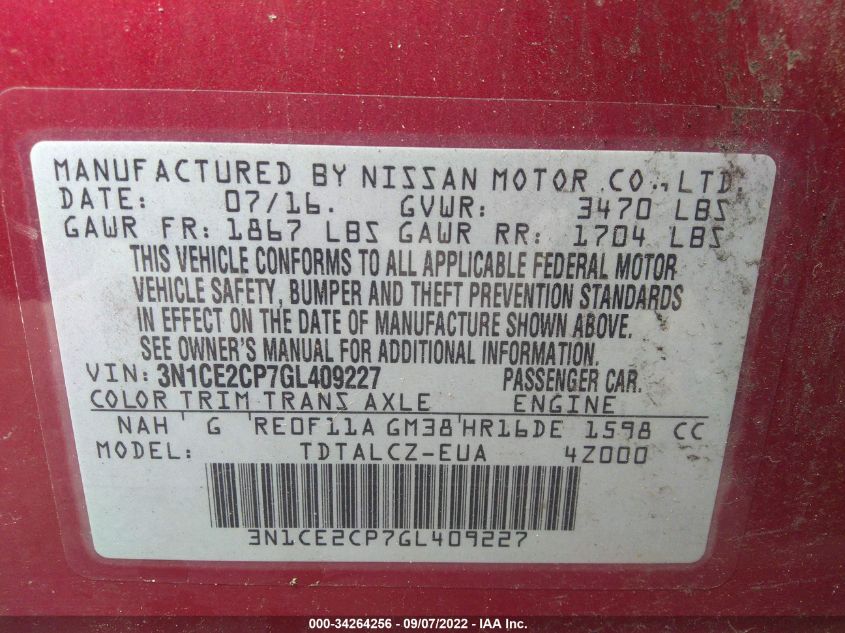 MANUFACTURED BY NISSAN MOTOR CO., LTD.
DATE: 07/16. GVWR: 3470 LBS
GAWR FR: 1867 LBS GAWR RR: 1704 LBS
THIS VEHICLE CONFORMS TO ALL APPLICABLE FEDERAL MOTOR
VEHICLE SAFETY, BUMPER AND THEFT PREVENTION STANDARDS
IN EFFECT ON THE DATE OF MANUFACTURE SHOWN ABOVE.
SEE OWNER'S MANUAL FOR ADDITIONAL INFORMATION.
VIN: 3N1CE2CP7GL409227 PASSENGER CAR.
COLOR TRIM TRANS AXLE ENGINE
NAH G RE0F11A GM38 HR16DE 1598 CC
MODEL: TDTALCZ-EUA 4Z000
3N1CE2CP7GL409227
000-34264256 - 09/07/2022 - IAA Inc.